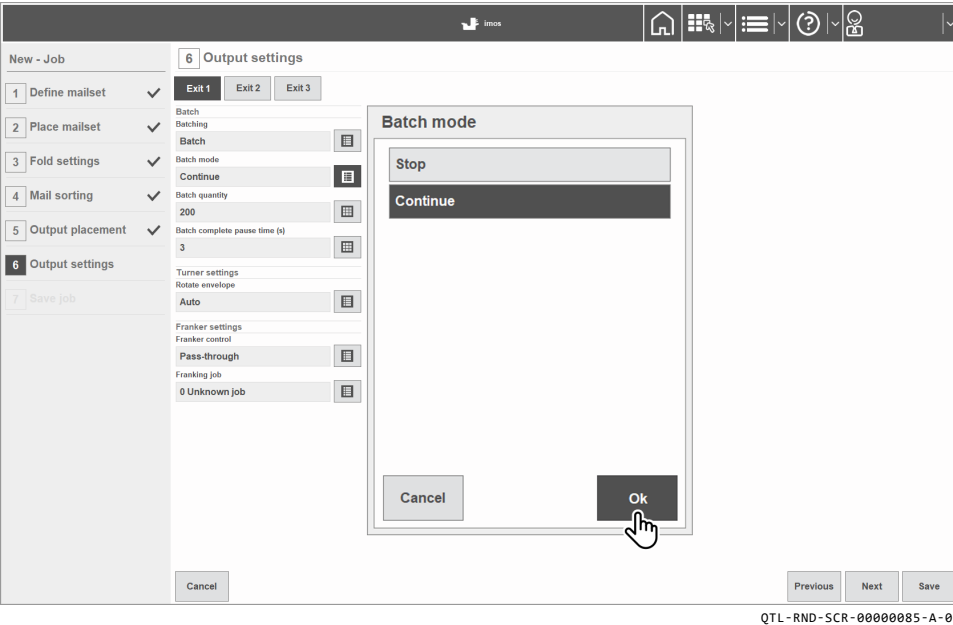 imos
New - Job
1 Define mailset
2 Place mailset
3 Fold settings
4 Mail sorting
5 Output placement
6 Output settings
7 Save job
6 Output settings
Exit 1 Exit 2 Exit 3
Batch
Batching
Batch
Batch mode
Continue
Batch quantity
200
Batch complete pause time (s)
3
Turner settings
Rotate envelope
Auto
Franker settings
Franker control
Pass-through
Franking job
0 Unknown job
Batch mode
Stop
Continue
Cancel Ok
Cancel Previous Next Save
QTL-RND-SCR-00000085-A-0